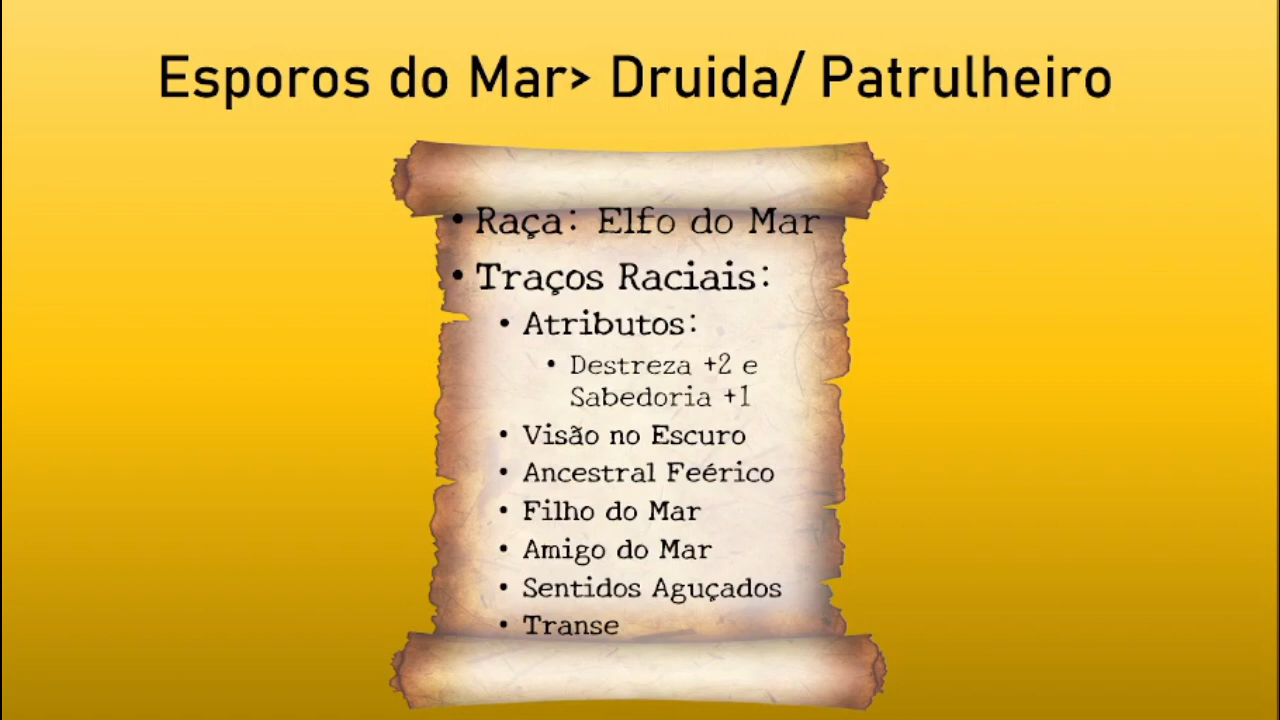 Esporos do Mar> Druida/ Patrulheiro
• Raça: Elfo do Mar
• Traços Raciais:
• Atributos:
• Destreza +2 e
Sabedoria +1
• Visão no Escuro
• Ancestral Feérico
• Filho do Mar
• Amigo do Mar
• Sentidos Aguçados
• Transe